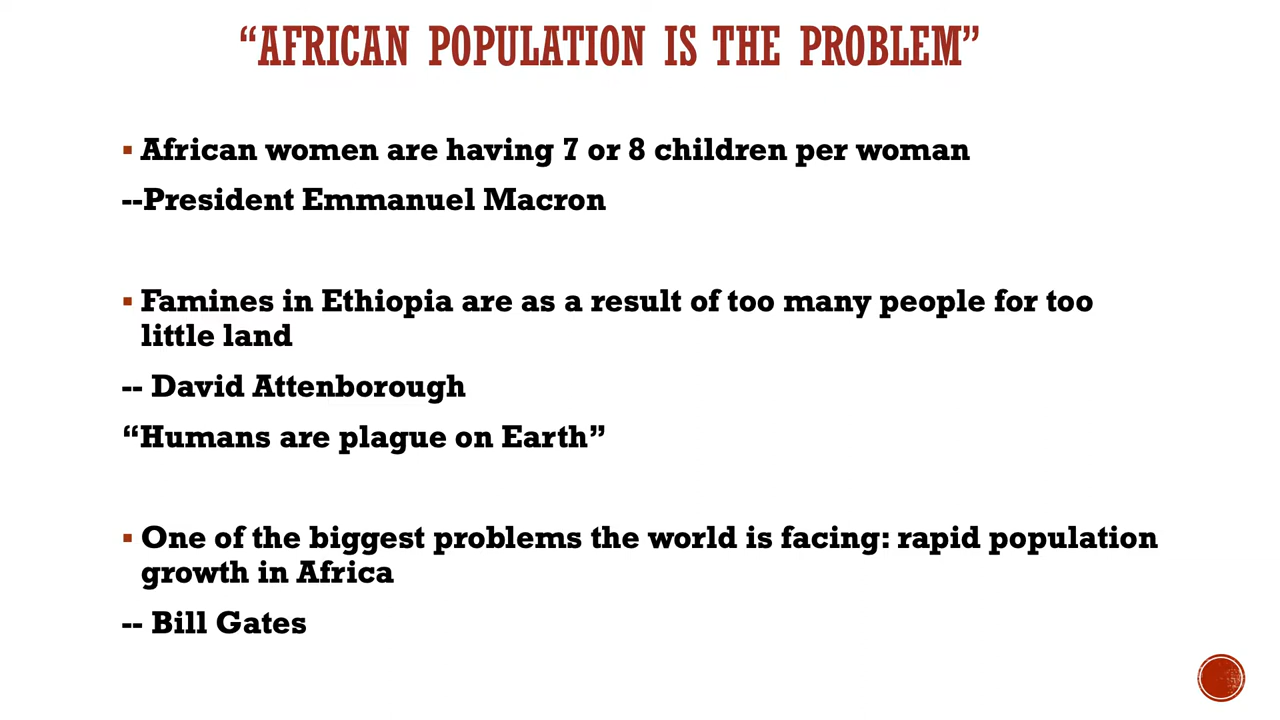 “AFRICAN POPULATION IS THE PROBLEM”
▪ African women are having 7 or 8 children per woman
--President Emmanuel Macron
▪ Famines in Ethiopia are as a result of too many people for too
little land
-- David Attenborough
“Humans are plague on Earth”
▪ One of the biggest problems the world is facing: rapid population
growth in Africa
-- Bill Gates